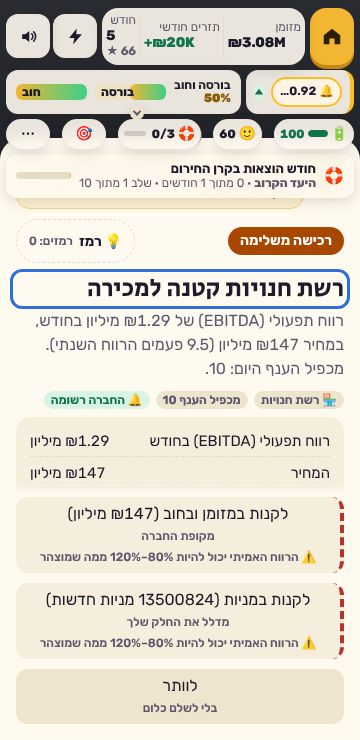 מזומן
₪3.08M
תזרים חודשי
+₪20K
חודש
5
★ 66
🔔 0.92...
בורסה וחוב
50%
בורסה
חוב
100
60
0/3
...
חודש הוצאות בקרן החירום
היעד הקרוב • 0 מתוך 1 חודשים • שלב 1 מתוך 10
רכישה משלימה
💡 רמז רמזים: 0
רשת חנויות קטנה למכירה
רווח תפעולי (EBITDA) של ₪1.29 מיליון בחודש,
במחיר ₪147 מיליון (9.5 פעמים הרווח השנתי).
מכפיל הענף היום: 10.
🏪 רשת חנויות
מכפיל הענף 10
🔔 החברה רשומה
רווח תפעולי (EBITDA) בחודש
₪1.29 מיליון
המחיר
₪147 מיליון
לקנות במזומן ובחוב (₪147 מיליון)
מקופת החברה
⚠️ הרווח האמיתי יכול להיות 80%–120% ממה שמוצהר
לקנות במניות (13500824 מניות חדשות)
מדלל את החלק שלך
⚠️ הרווח האמיתי יכול להיות 80%–120% ממה שמוצהר
לוותר
בלי לשלם כלום